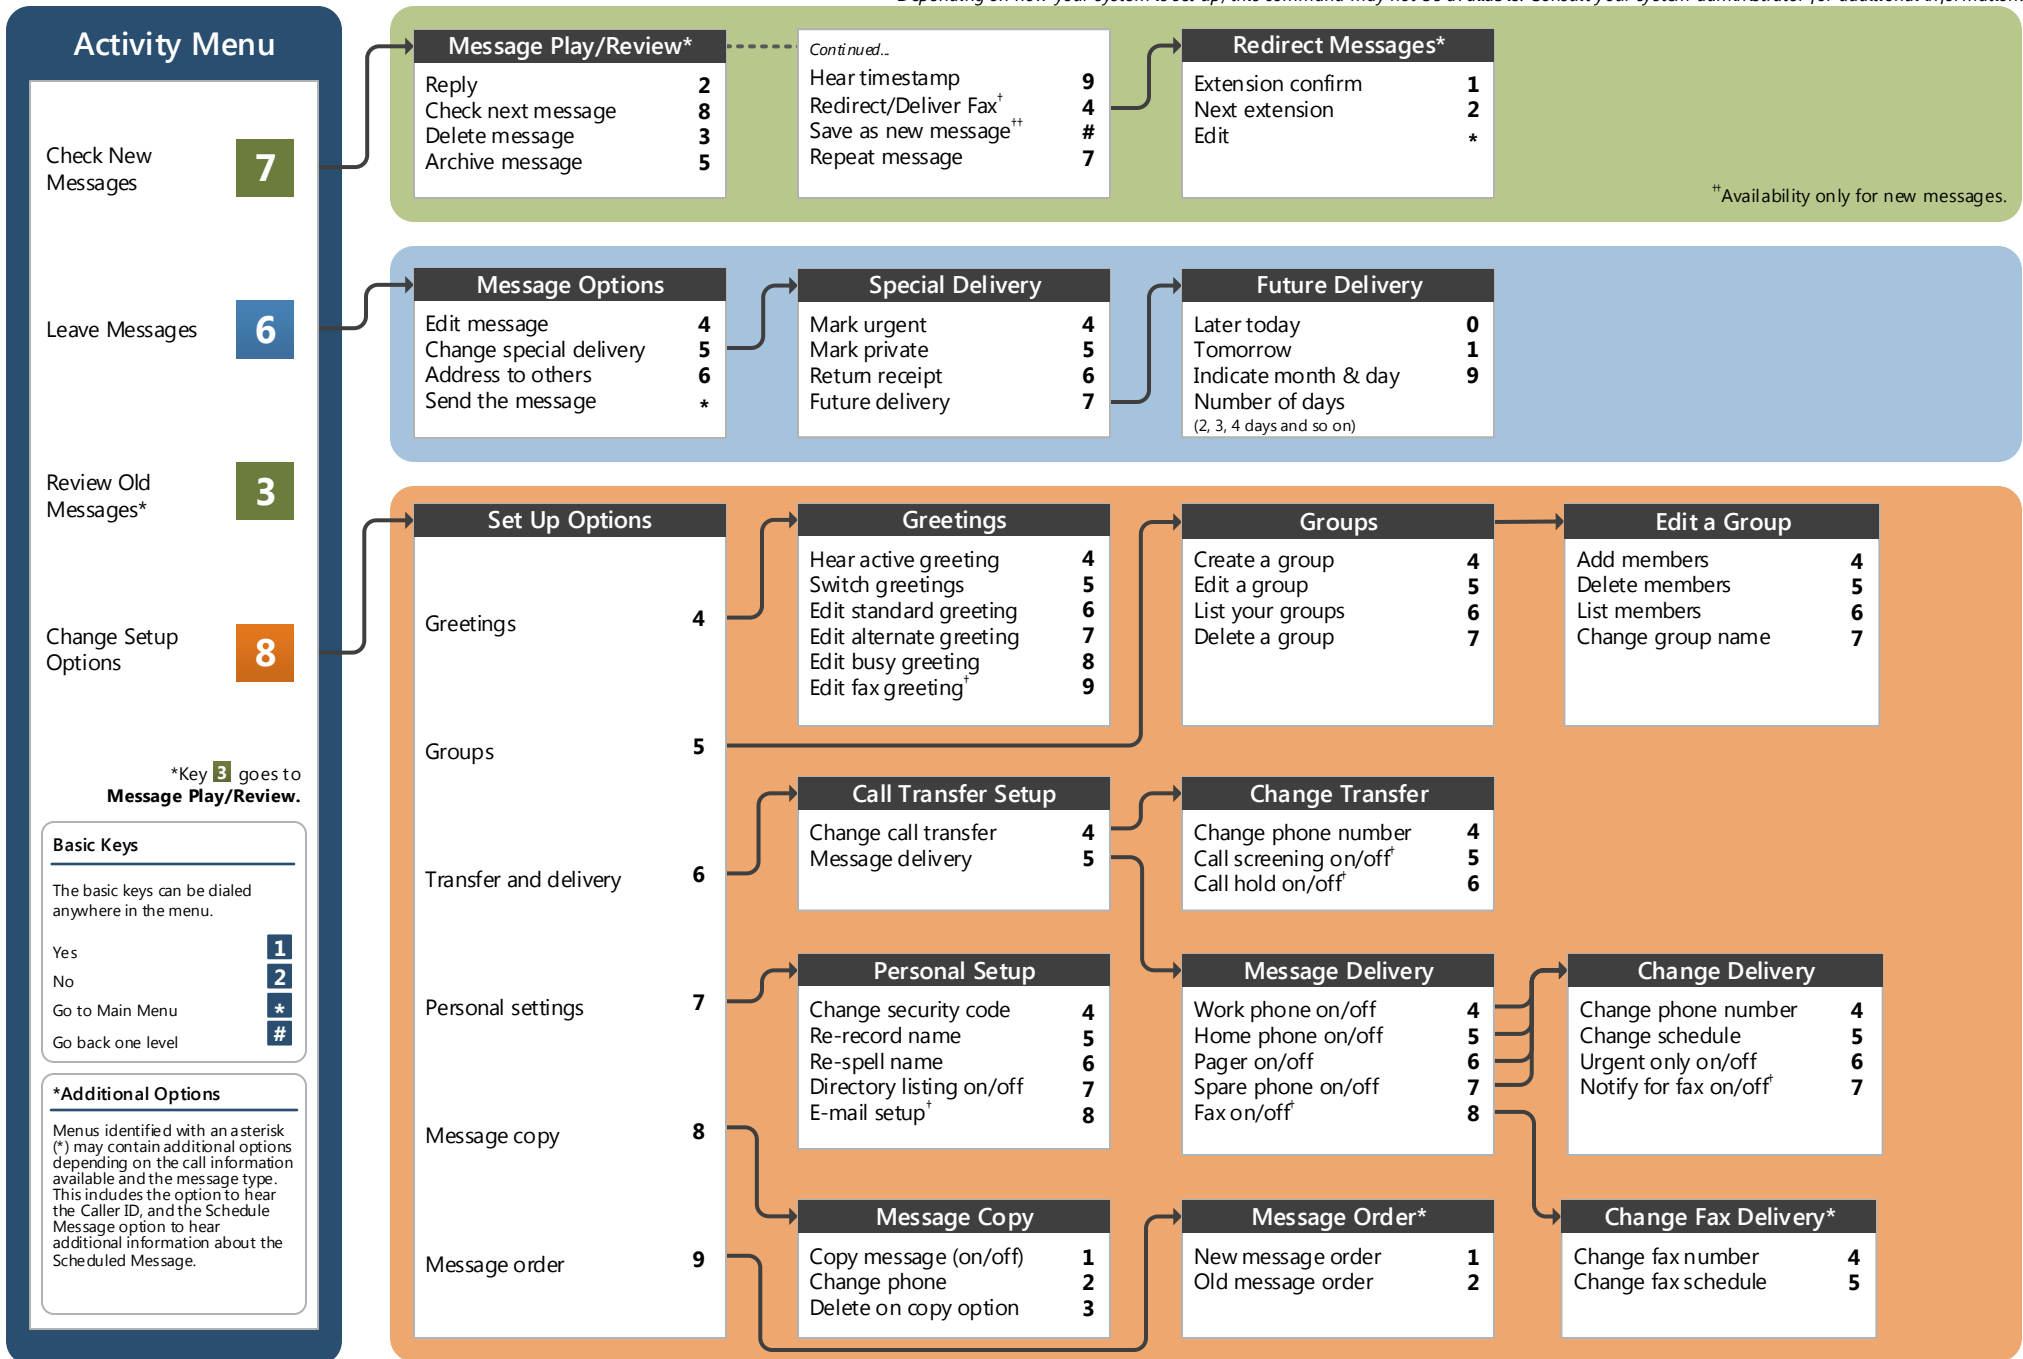 Activity Menu
Check New
Messages
7
Leave Messages
6
Review Old
Messages*
3
Change Setup
Options
8
*Key 3 goes to
Message Play/Review.
Basic Keys
The basic keys can be dialed
anywhere in the menu.
Yes 1
No 2
Go to Main Menu *
Go back one level #
*Additional Options
Menus identified with an asterisk
(*) may contain additional options
depending on the call information
available and the message type.
This includes the option to hear
the Caller ID, and the Schedule
Message option to hear
additional information about the
Scheduled Message.
Message Play/Review*
Reply 2
Check next message 8
Delete message 3
Archive message 5
Continued...
Hear timestamp 9
Redirect/Deliver Fax† 4
Save as new message†† #
Repeat message 7
Redirect Messages*
Extension confirm 1
Next extension 2
Edit *
††Availability only for new messages.
Message Options
Edit message 4
Change special delivery 5
Address to others 6
Send the message *
Special Delivery
Mark urgent 4
Mark private 5
Return receipt 6
Future delivery 7
Future Delivery
Later today 0
Tomorrow 1
Indicate month & day 9
Number of days
(2, 3, 4 days and so on)
Set Up Options
Greetings 4
Groups 5
Transfer and delivery 6
Personal settings 7
Message copy 8
Message order 9
Greetings
Hear active greeting 4
Switch greetings 5
Edit standard greeting 6
Edit alternate greeting 7
Edit busy greeting 8
Edit fax greeting† 9
Groups
Create a group 4
Edit a group 5
List your groups 6
Delete a group 7
Edit a Group
Add members 4
Delete members 5
List members 6
Change group name 7
Call Transfer Setup
Change call transfer 4
Message delivery 5
Change Transfer
Change phone number 4
Call screening on/off† 5
Call hold on/off† 6
Personal Setup
Change security code 4
Re-record name 5
Re-spell name 6
Directory listing on/off 7
E-mail setup† 8
Message Delivery
Work phone on/off 4
Home phone on/off 5
Pager on/off 6
Spare phone on/off 7
Fax on/off† 8
Change Delivery
Change phone number 4
Change schedule 5
Urgent only on/off 6
Notify for fax on/off† 7
Message Copy
Copy message (on/off) 1
Change phone 2
Delete on copy option 3
Message Order*
New message order 1
Old message order 2
Change Fax Delivery*
Change fax number 4
Change fax schedule 5